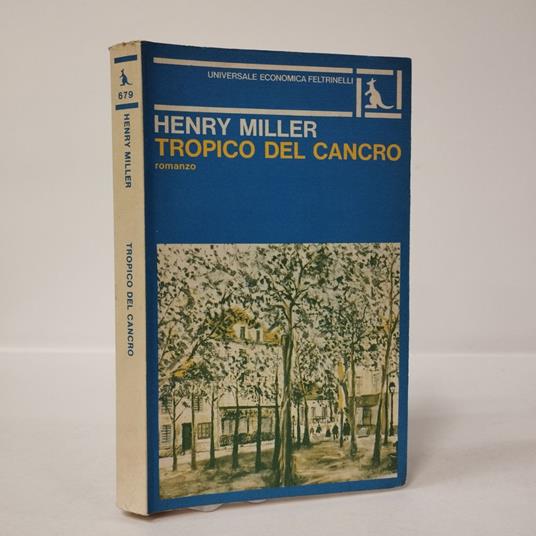 679
HENRY MILLER
TROPICO DEL CANCRO
UNIVERSALE ECONOMICA FELTRINELLI
HENRY MILLER
TROPICO DEL CANCRO
romanzo